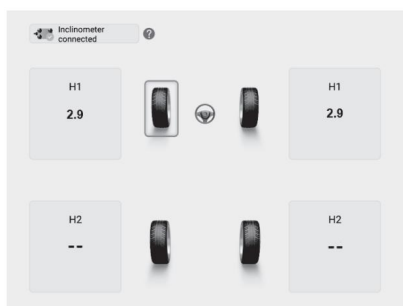 Inclinometer
connected
?
H1
2.9
H1
2.9
H2
--
H2
--